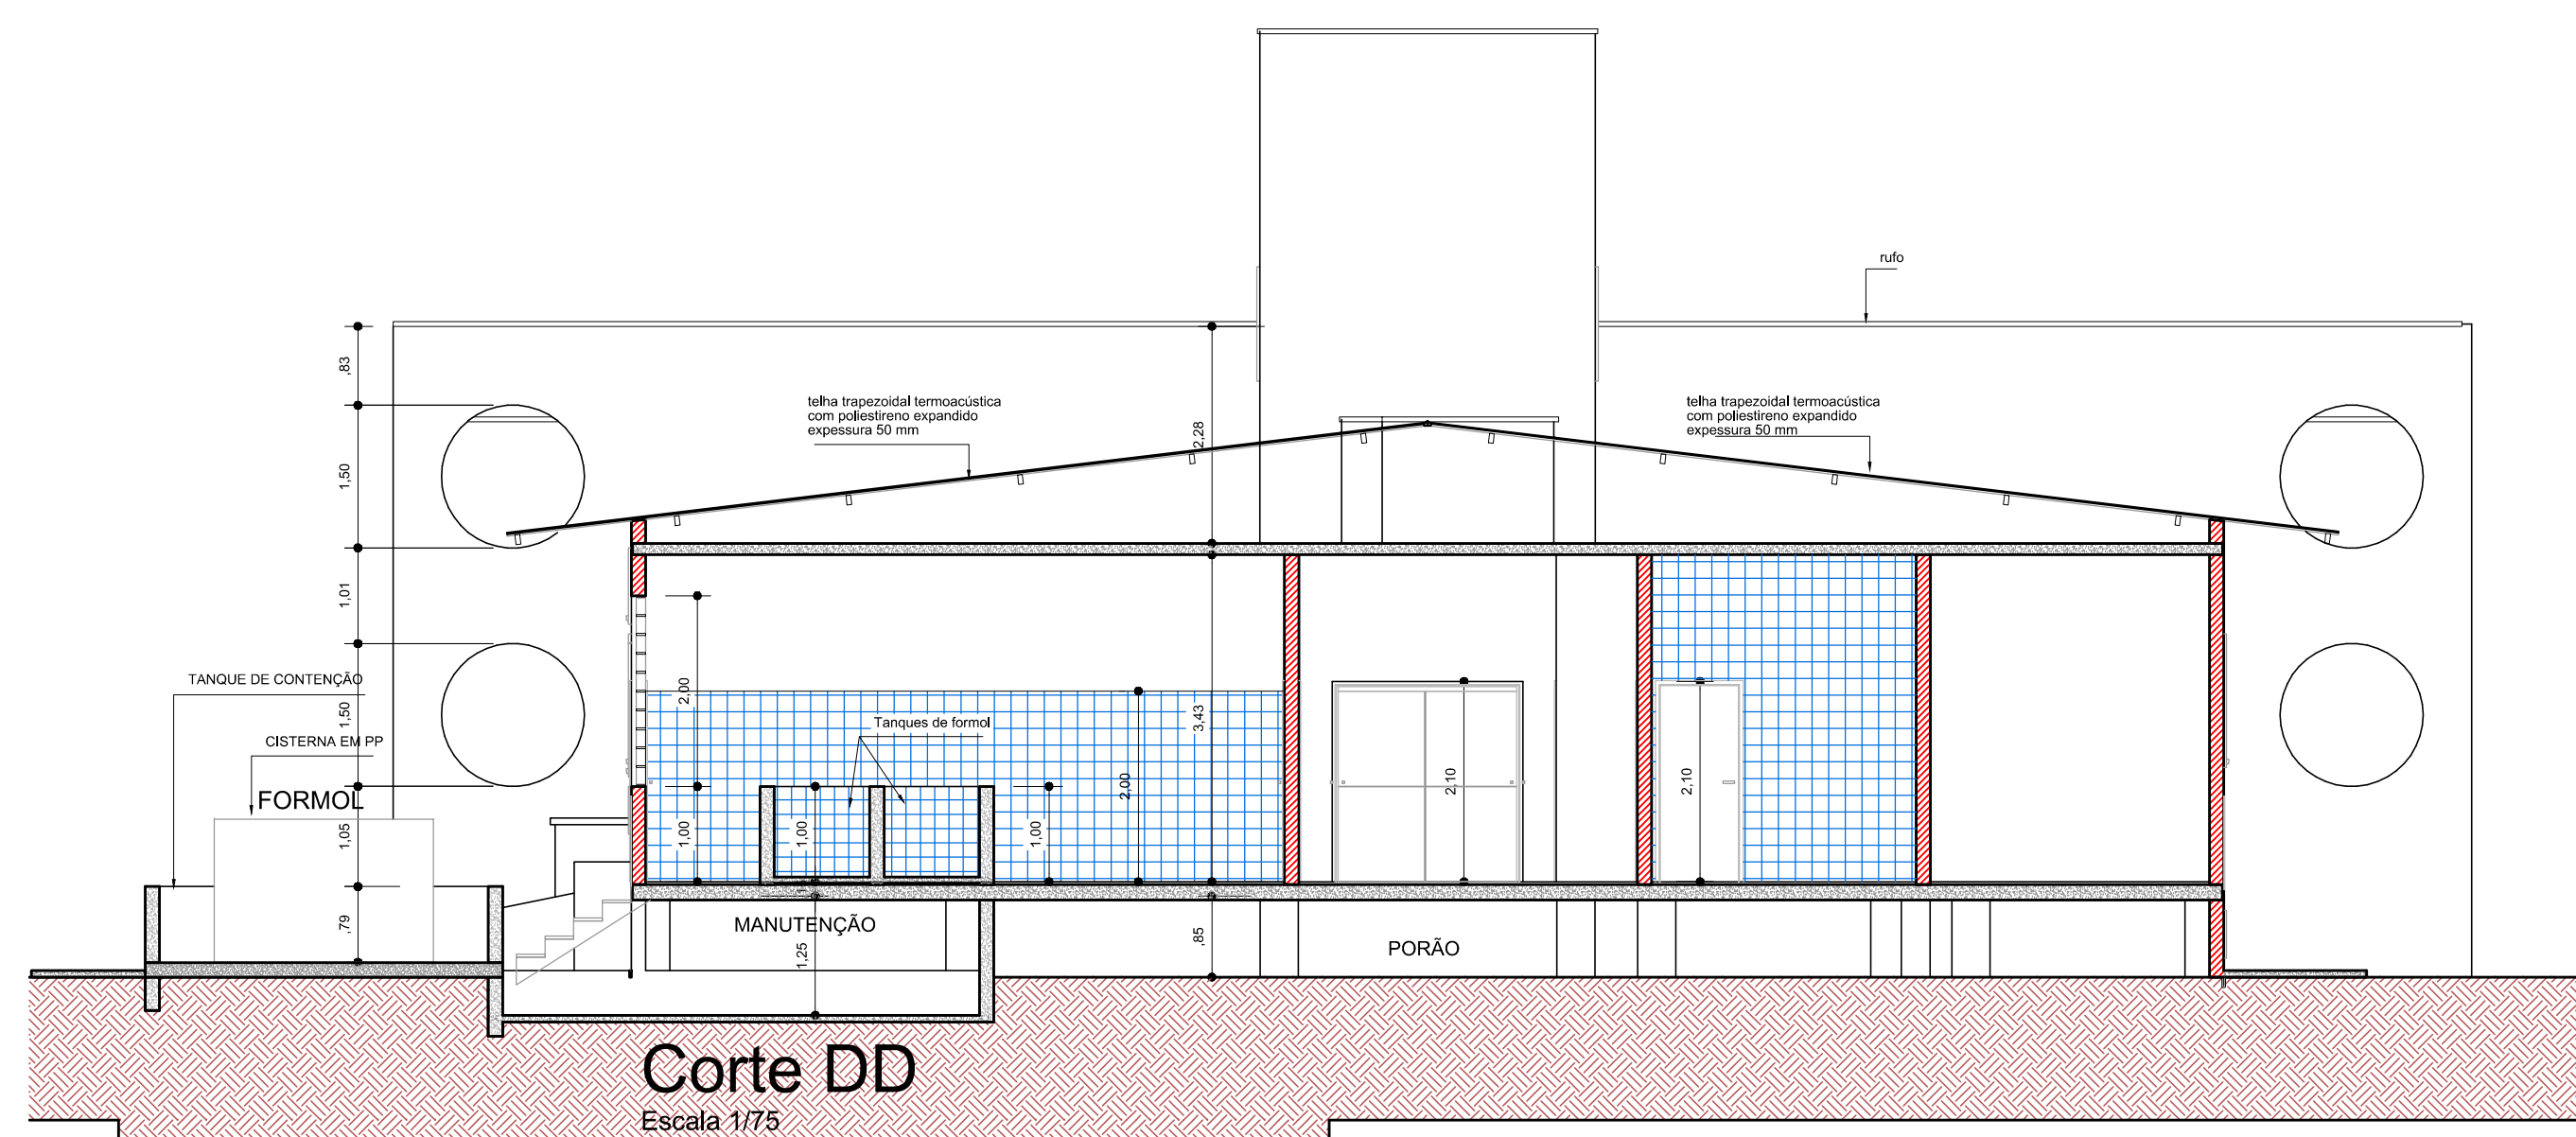 rufo
,83
telha trapezoidal termoacústica
com poliestireno expandido
expessura 50 mm
telha trapezoidal termoacústica
com poliestireno expandido
expessura 50 mm
2,28
1,50
1,01
TANQUE DE CONTENÇÃO
2,00
1,50
3,43
Tanques de formol
CISTERNA EM PP
2,00
2,10
2,10
FORMOL
1,05
1,00
1,00
1,00
,79
MANUTENÇÃO
,85
PORÃO
1,25
Corte DD
Escala 1/75